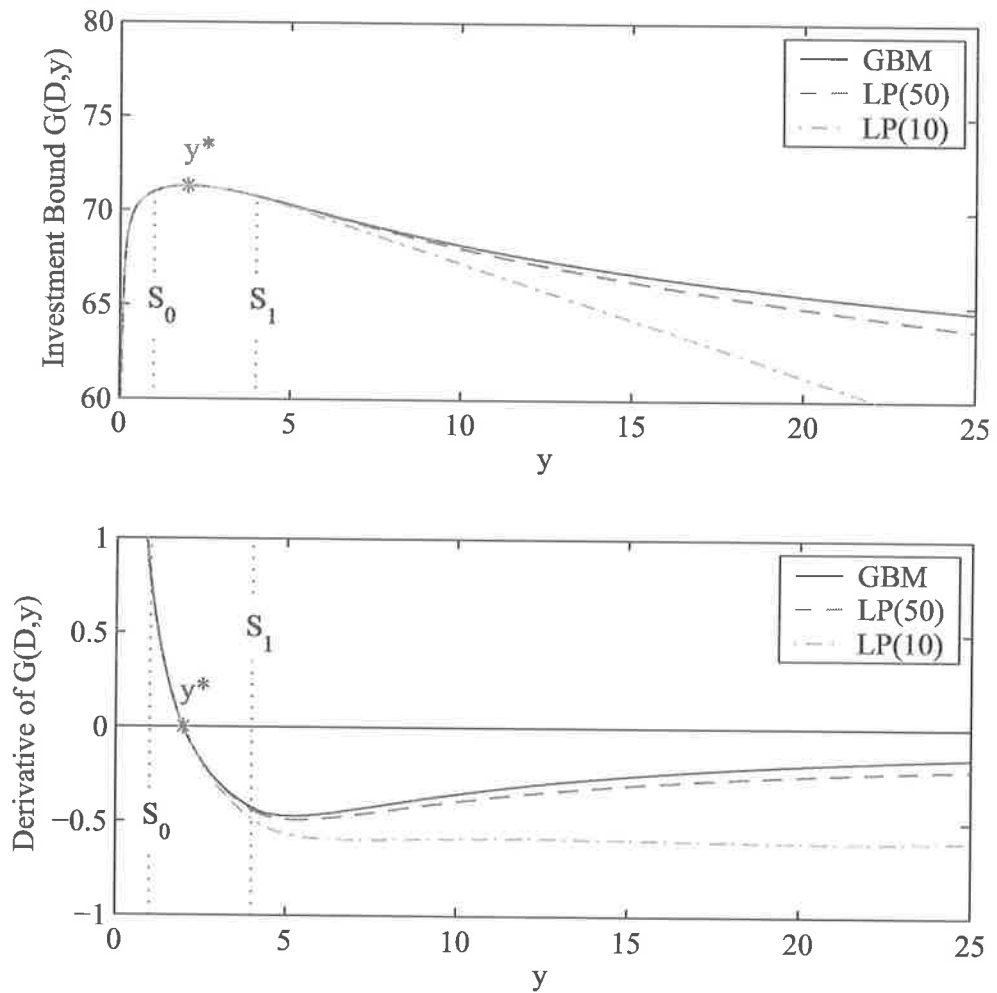 80
75
70
65
60
Investment Bound G(D,y)
y*
S0
S1
GBM
LP(50)
LP(10)
0
5
10
15
20
25
y
1
0.5
0
−0.5
−1
Derivative of G(D,y)
S1
y*
S0
GBM
LP(50)
LP(10)
0
5
10
15
20
25
y